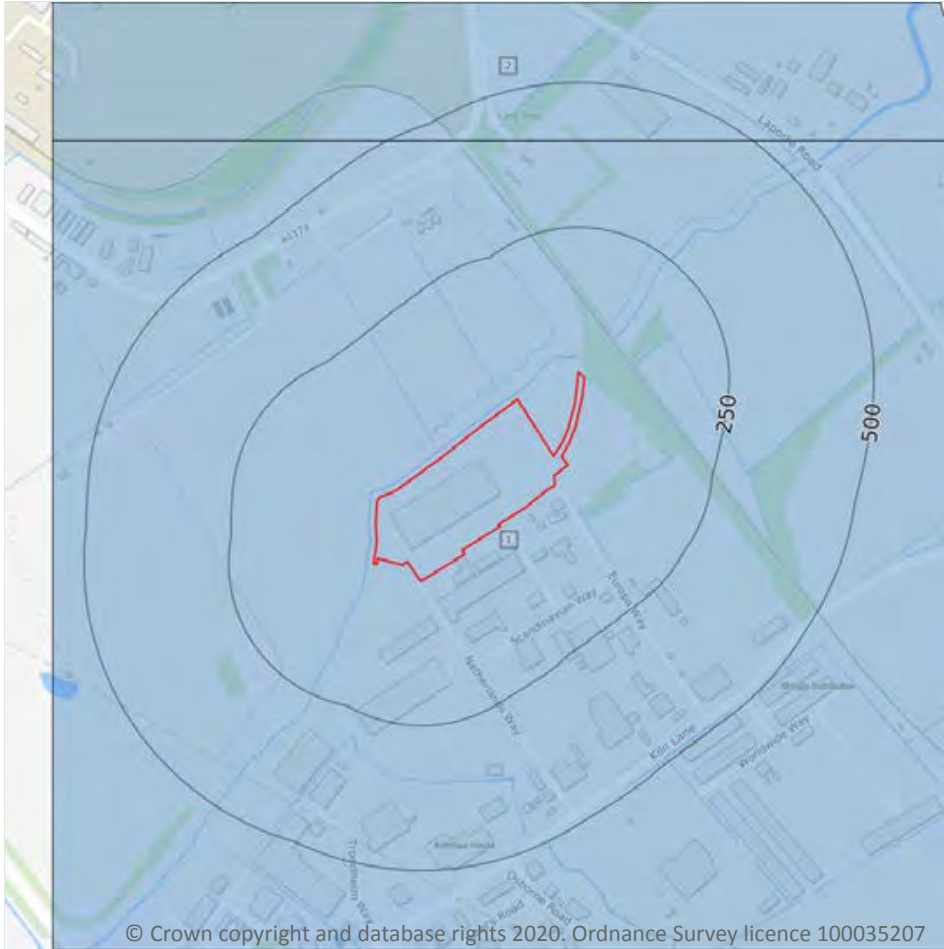 2
Laporte Road
A1173
250
500
1
Europa Way
Scandinavian Way
Netherlands Way
Kiln Lane
Worldwide Way
Trondheim Way
Osborne Road
Road
© Crown copyright and database rights 2020. Ordnance Survey licence 100035207